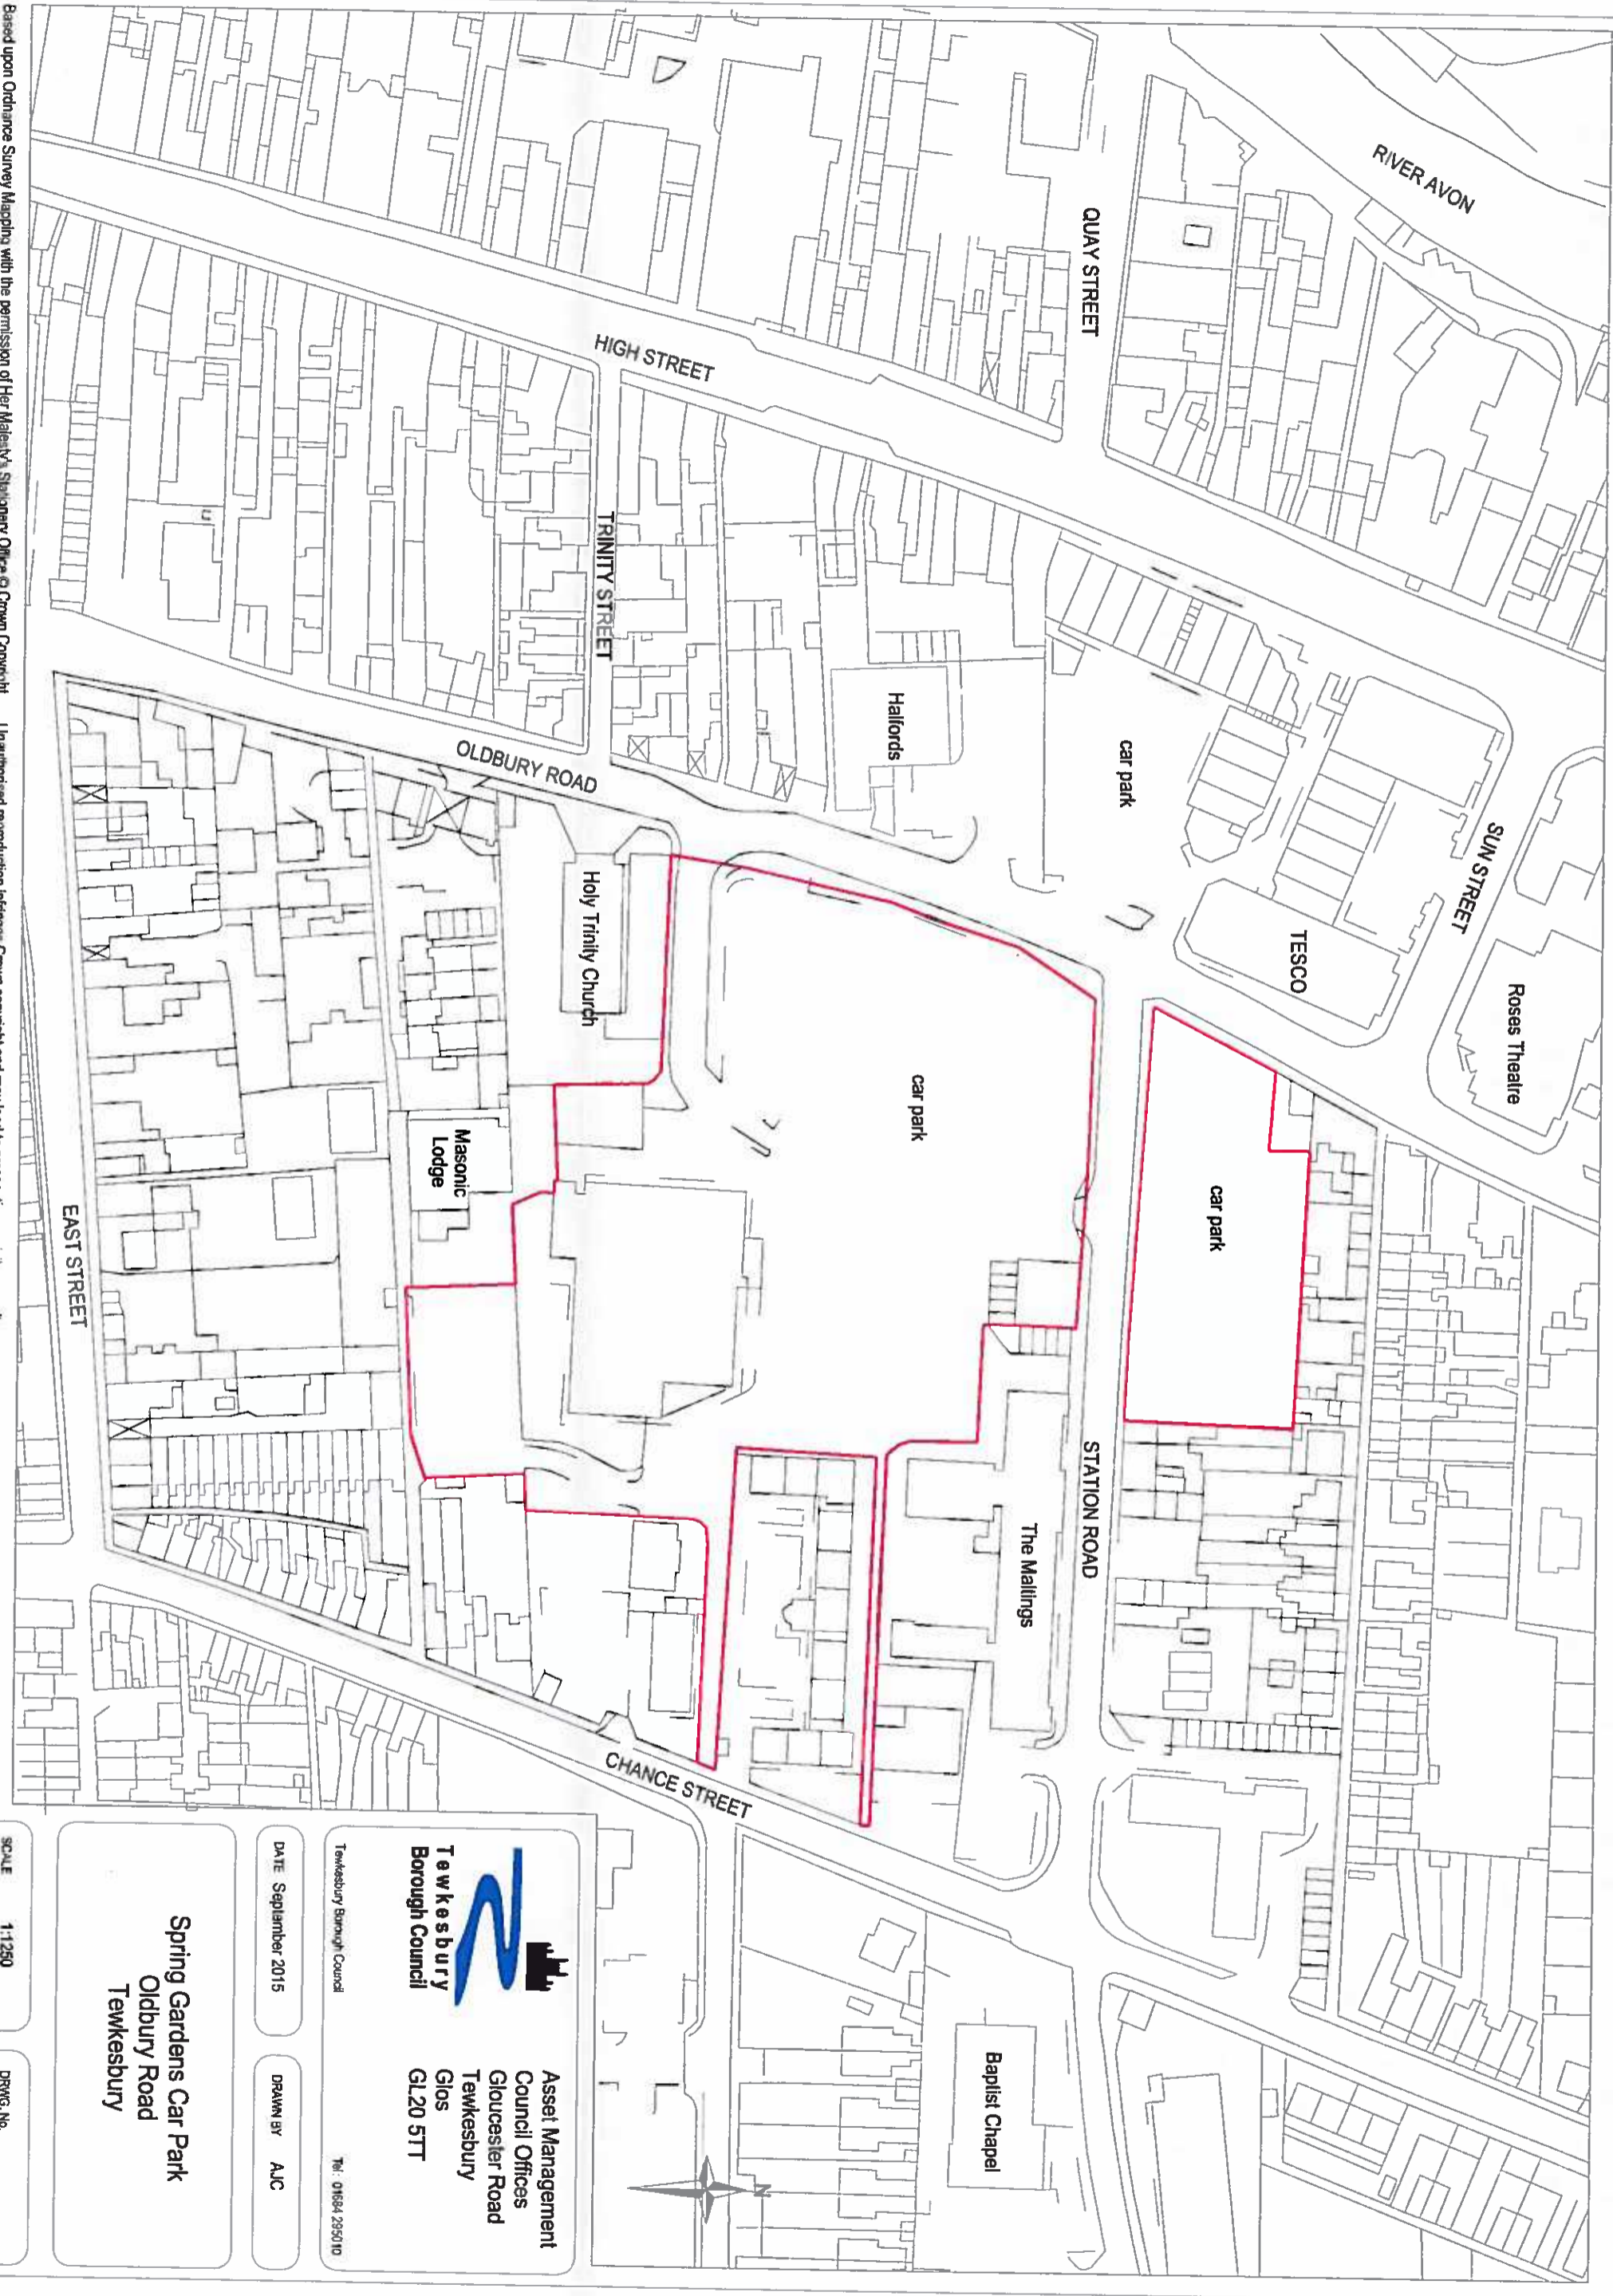 RIVER AVON
QUAY STREET
HIGH STREET
TRINITY STREET
OLDBURY ROAD
Halfords
car park
SUN STREET
TESCO
Roses Theatre
Holy Trinity Church
car park
car park
Masonic
Lodge
EAST STREET
STATION ROAD
The Maltings
CHANCE STREET
Baptist Chapel
N
Tewkesbury
Borough Council
Asset Management
Council Offices
Gloucester Road
Tewkesbury
Glos
GL20 5TT
Tewkesbury Borough Council
Tel: 01684 295010
DATE September 2015
DRAWN BY AJC
Spring Gardens Car Park
Oldbury Road
Tewkesbury
SCALE 1:1250
DRWG. No.
Based upon Ordnance Survey Mapping with the permission of Her Majesty's Stationery Office © Crown Copyright